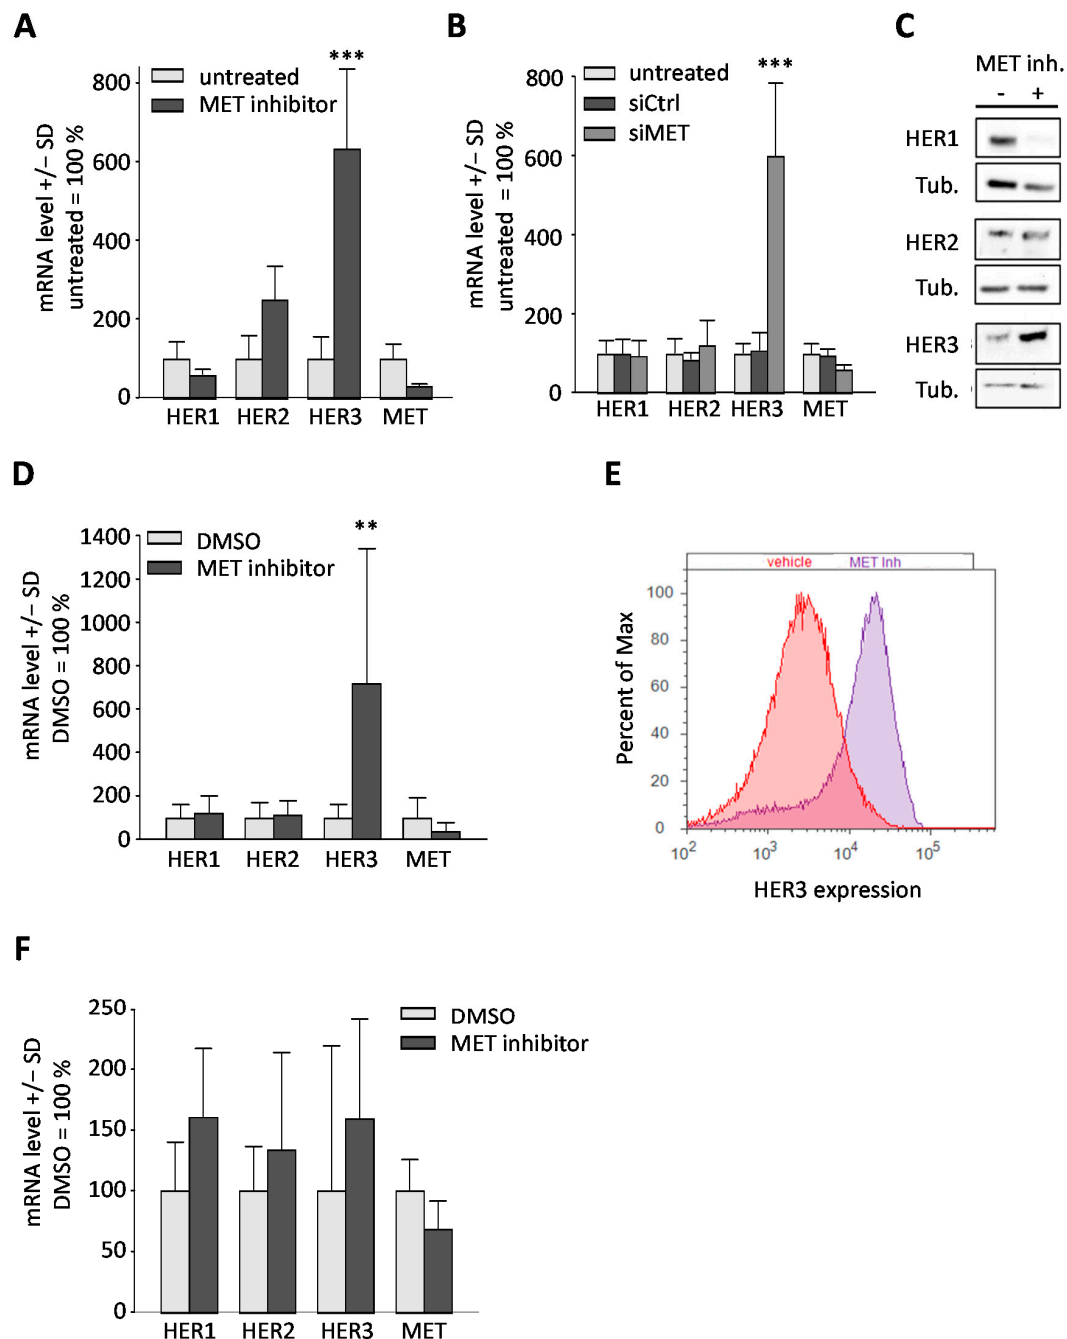 A
***
800
600
400
200
0
mRNA level +/− SD
untreated = 100 %
untreated
MET inhibitor
HER1 HER2 HER3 MET
B
***
800
600
400
200
0
mRNA level +/−
untreated = 100 %
untreated
siCtrl
siMET
HER1 HER2 HER3 MET
C
MET inh.
- +
HER1
Tub.
HER2
Tub.
HER3
Tub.
D
**
1400
1200
1000
800
600
400
200
0
mRNA level +/− SD
DMSO = 100 %
DMSO
MET inhibitor
HER1 HER2 HER3 MET
E
vehicle MET Inh
100
80
60
40
20
0
Percent of Max
10² 10³ 10⁴ 10⁵
HER3 expression
F
250
200
150
100
50
0
mRNA level +/− SD
DMSO = 100 %
DMSO
MET inhibitor
HER1 HER2 HER3 MET